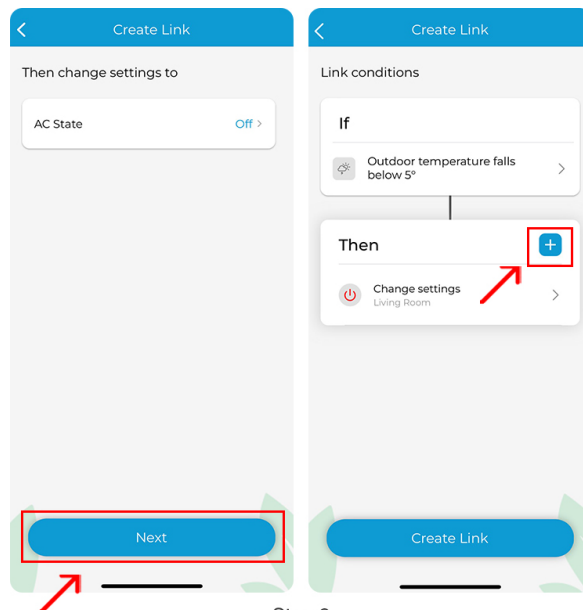 Create Link
Then change settings to
AC State
Off
Next
Create Link
Link conditions
If
Outdoor temperature falls
below 5°
Then
Change settings
Living Room
Create Link